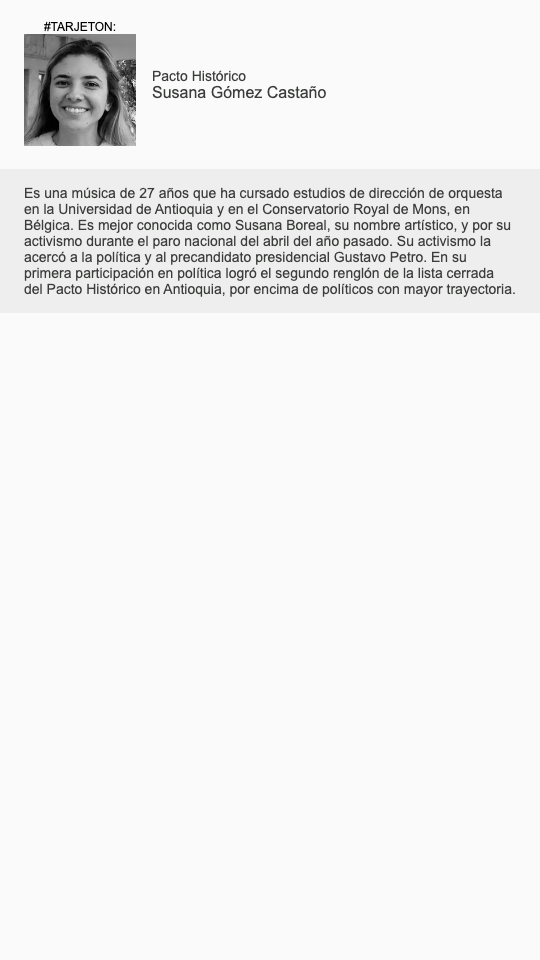 #TARJETON:
Pacto Histórico
Susana Gómez Castaño
Es una música de 27 años que ha cursado estudios de dirección de orquesta
en la Universidad de Antioquia y en el Conservatorio Royal de Mons, en
Bélgica. Es mejor conocida como Susana Boreal, su nombre artístico, y por su
activismo durante el paro nacional del abril del año pasado. Su activismo la
acercó a la política y al precandidato presidencial Gustavo Petro. En su
primera participación en política logró el segundo renglón de la lista cerrada
del Pacto Histórico en Antioquia, por encima de políticos con mayor trayectoria.